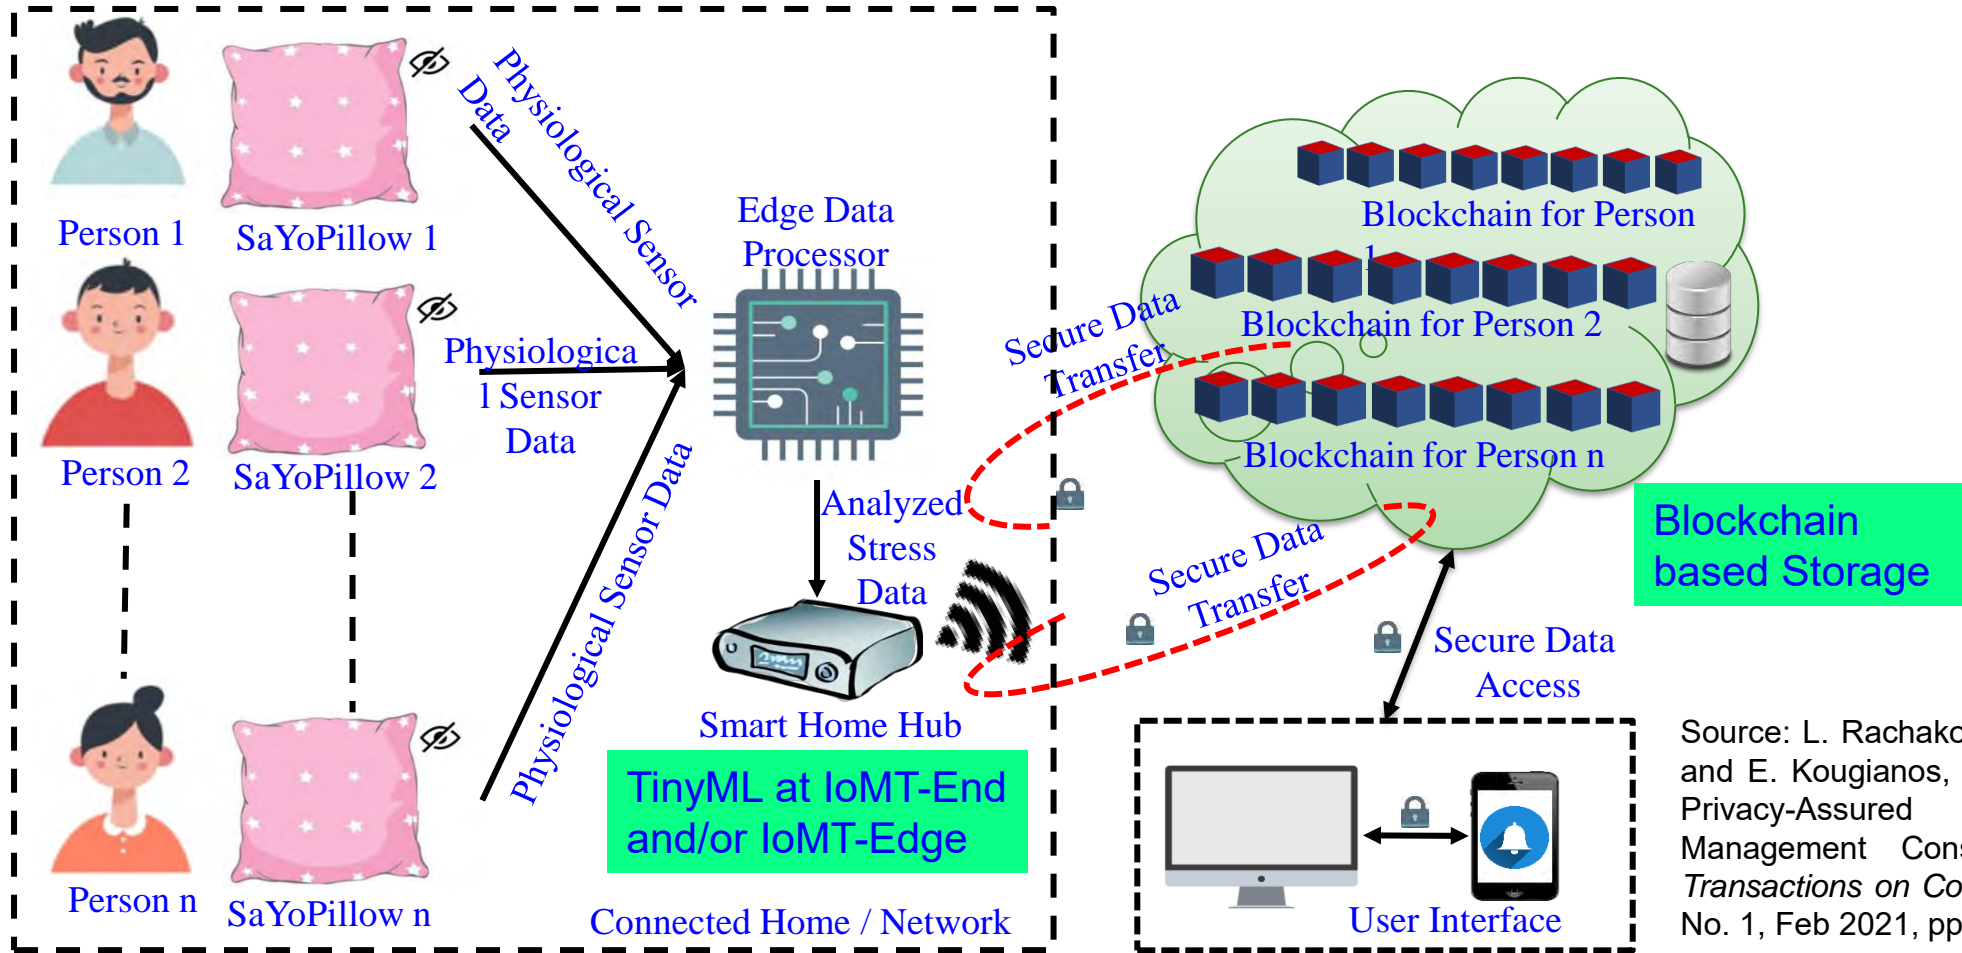 Person 1
SaYoPillow 1
Physiological Sensor
Data
Person 2
SaYoPillow 2
Physiologica
l Sensor
Data
Person n
SaYoPillow n
Physiological Sensor Data
Edge Data
Processor
Analyzed
Stress
Data
Smart Home Hub
TinyML at IoMT-End
and/or IoMT-Edge
Connected Home / Network
Secure Data
Transfer
Secure Data
Transfer
Blockchain for Person
1
Blockchain for Person 2
Blockchain for Person n
Blockchain
based Storage
Secure Data
Access
User Interface
Source: L. Rachako
and E. Kougianos,
Privacy-Assured
Management Cons
Transactions on Co
No. 1, Feb 2021, pp